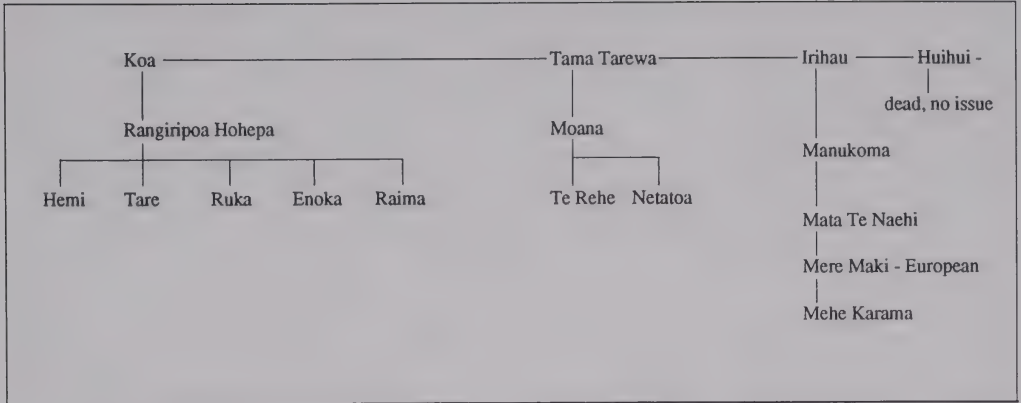 Koa Tama Tarewa Irihau Huihui -
dead, no issue
Rangiripoa Hohepa Moana
Manukoma
Hemi Tare Ruka Enoka Raima Te Rehe Netatoa
Mata Te Naehi
Mere Maki - European
Mehe Karama